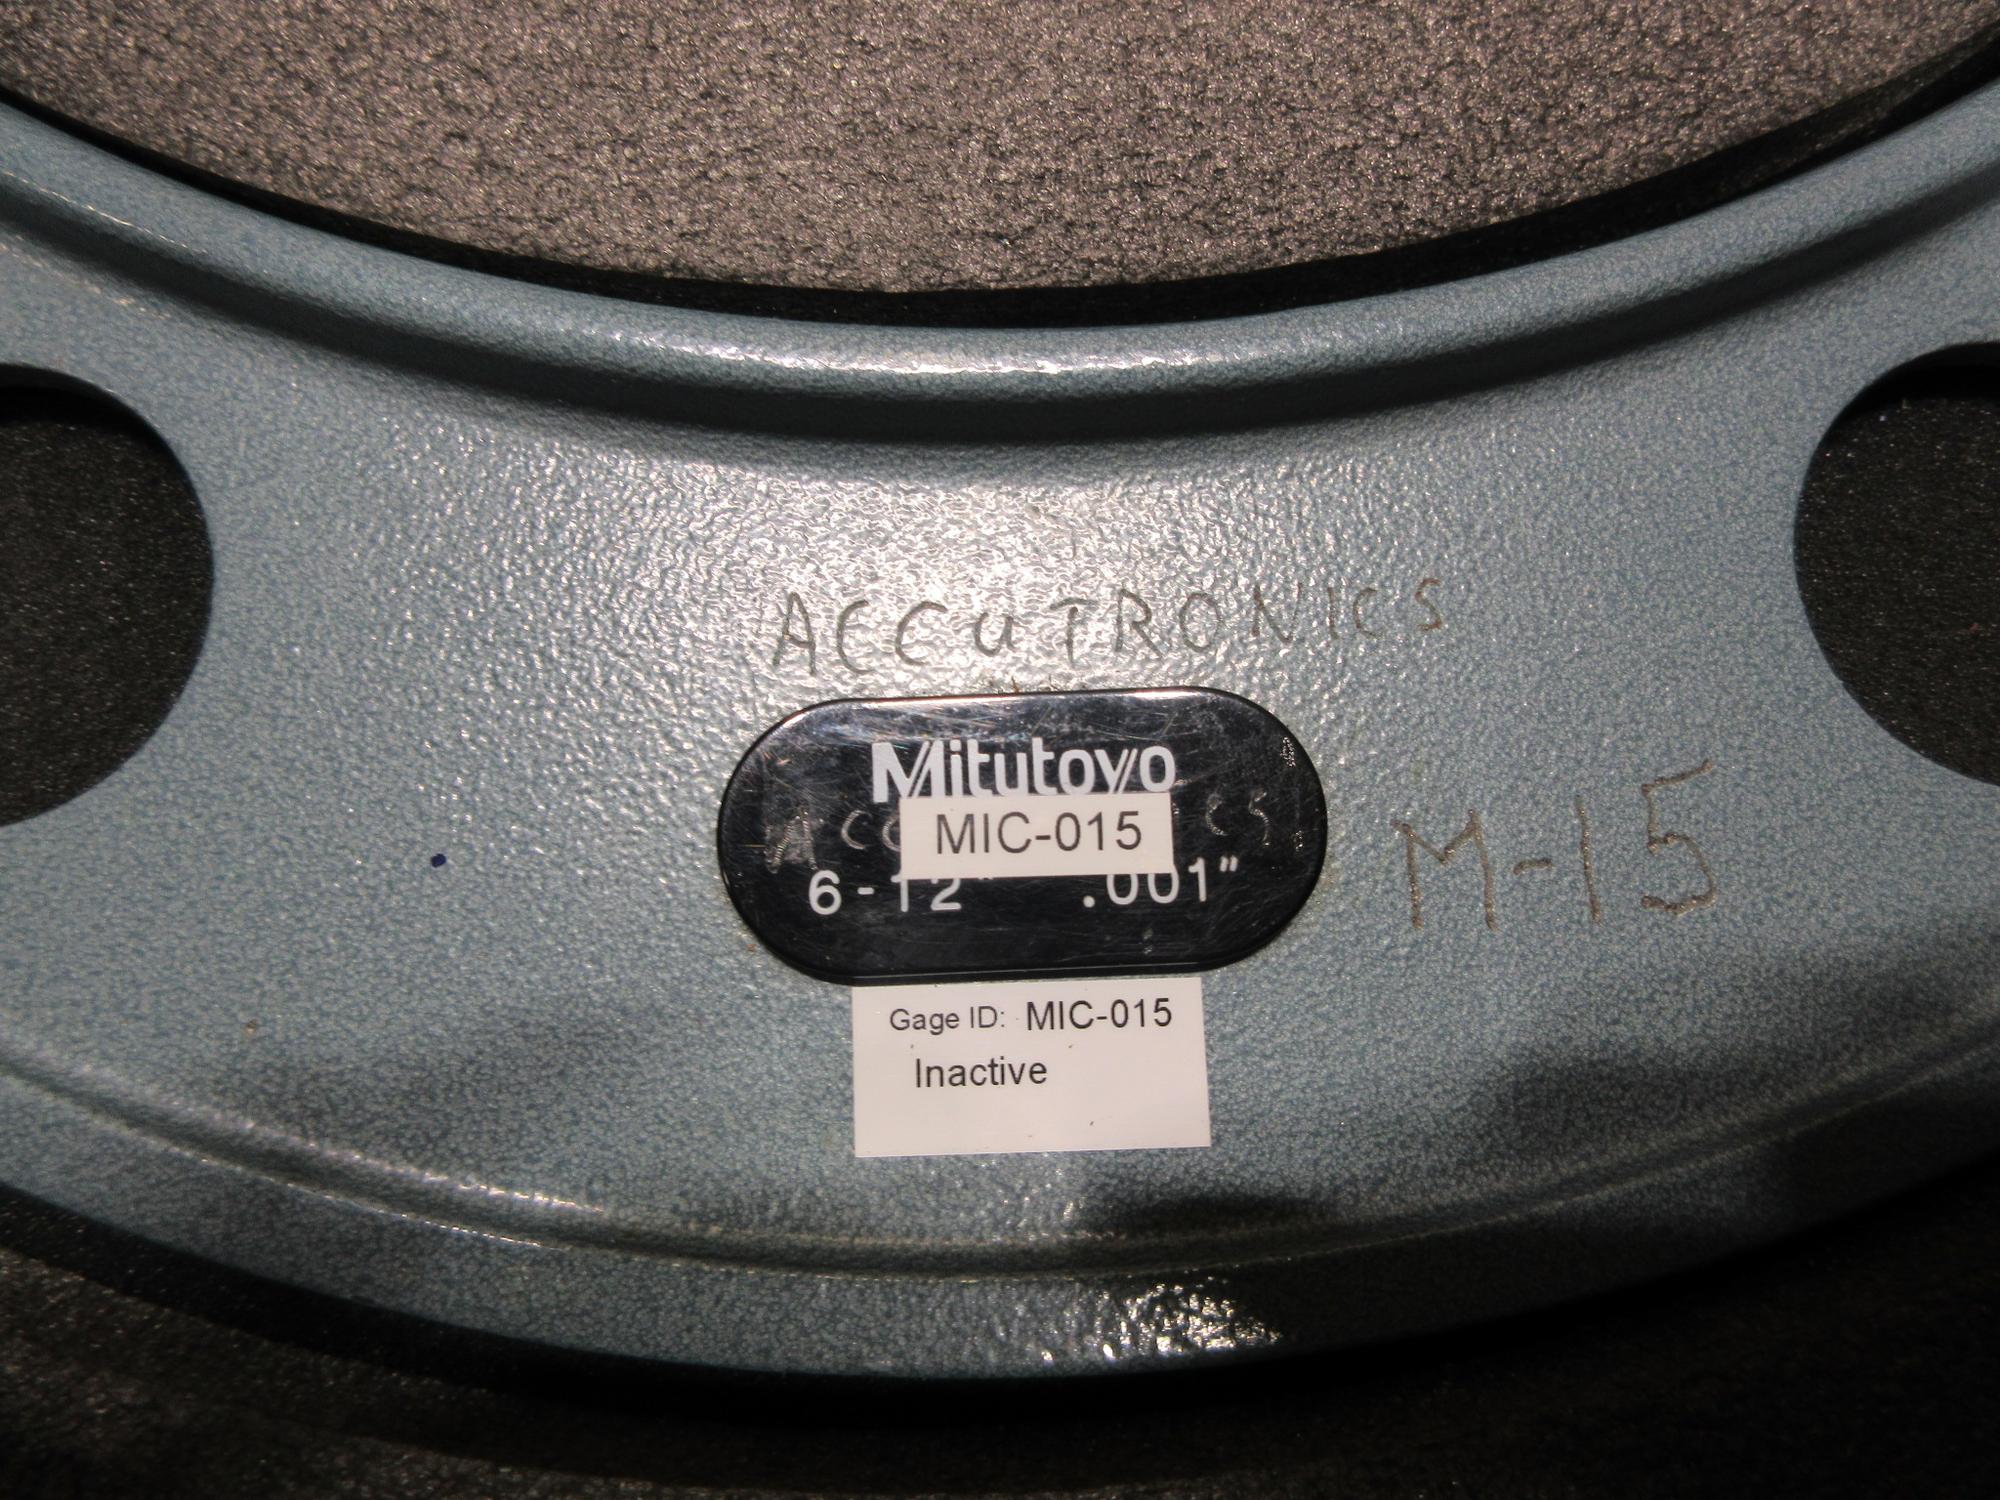 ACCUTRONICS
Mitutoyo
MIC-015
6-12" .001"
M-15
Gage ID: MIC-015
Inactive